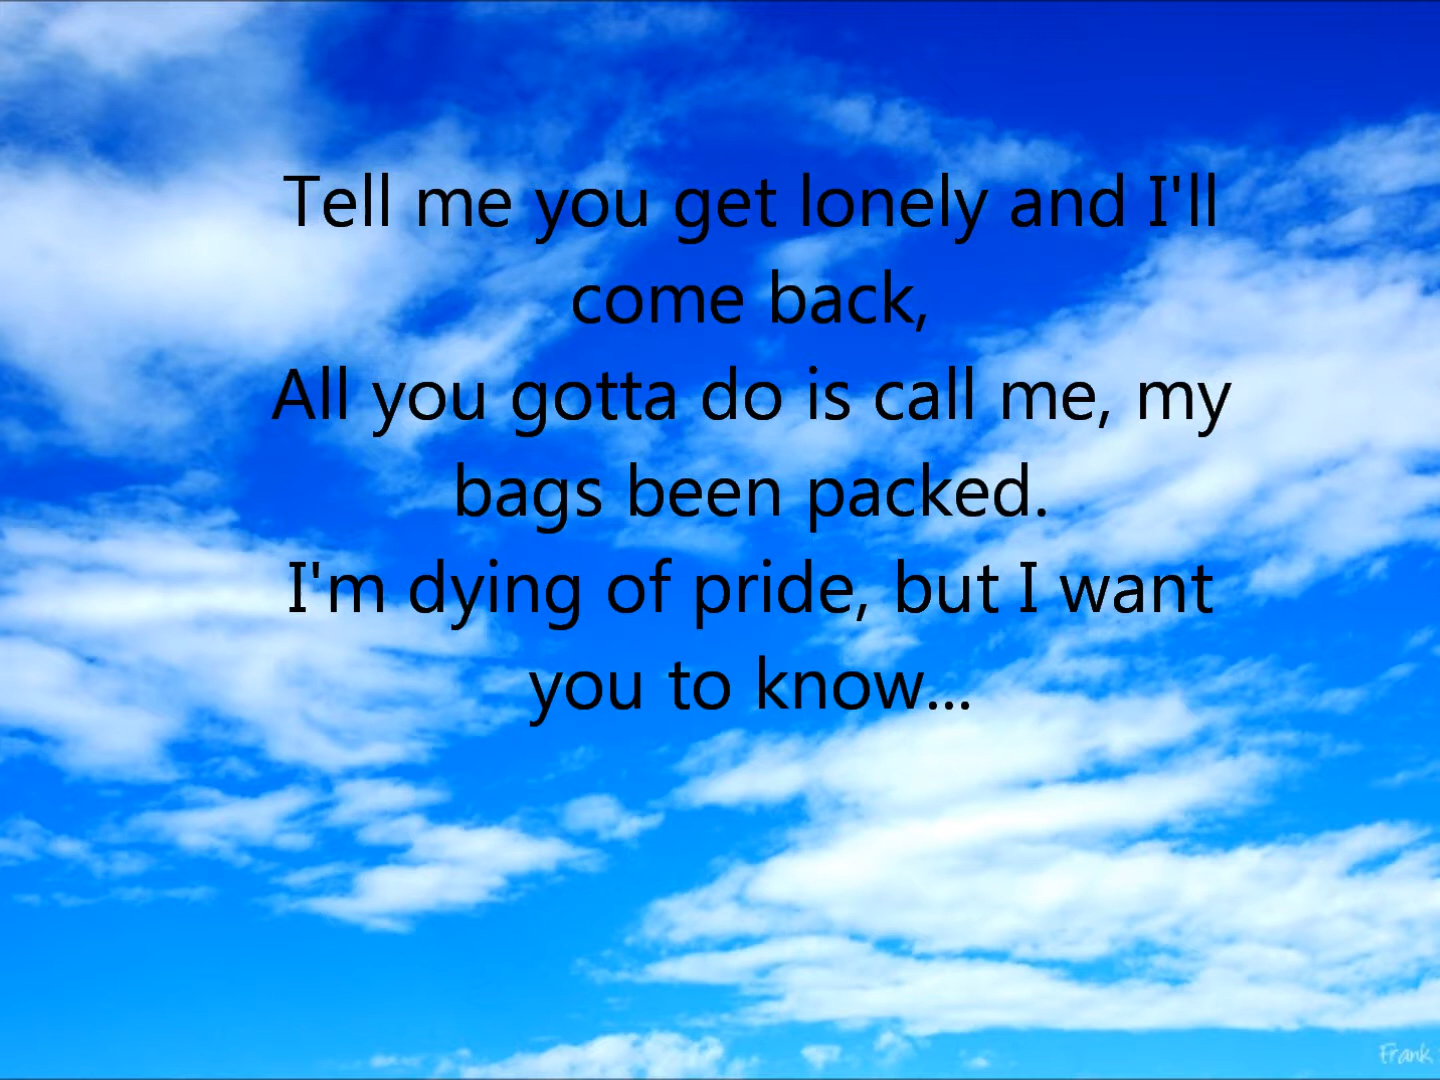 Tell me you get lonely and I'll
come back,
All you gotta do is call me, my
bags been packed.
I'm dying of pride, but I want
you to know...
Frank